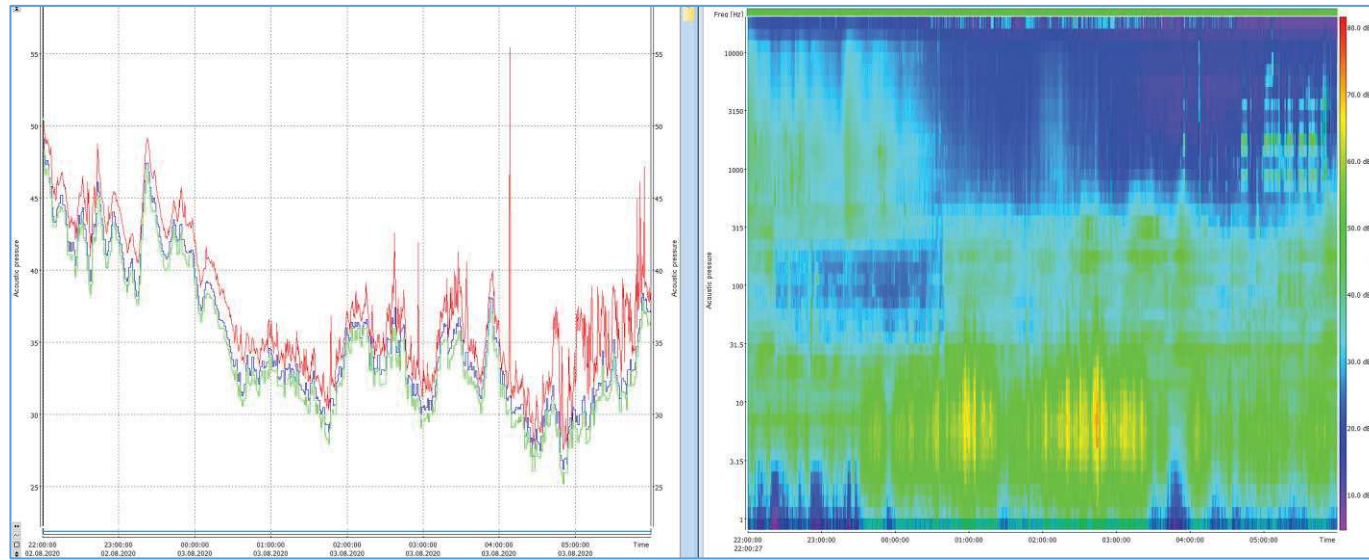 55
50
45
40
35
30
25
Acoustic pressure
55
50
45
40
35
30
25
Acoustic pressure
22:00:00 23:00:00 00:00:00 01:00:00 02:00:00 03:00:00 04:00:00 05:00:00 Time
02.08.2020 02.08.2020 03.08.2020 03.08.2020 03.08.2020 03.08.2020 03.08.2020 03.08.2020
Freq [Hz]
10000
3150
1000
315
100
31.5
10
3.15
1
Acoustic pressure
80.0 dB
70.0 dB
60.0 dB
50.0 dB
40.0 dB
30.0 dB
20.0 dB
10.0 dB
22:00:00 23:00:00 00:00:00 01:00:00 02:00:00 03:00:00 04:00:00 05:00:00 Time
22:00:27